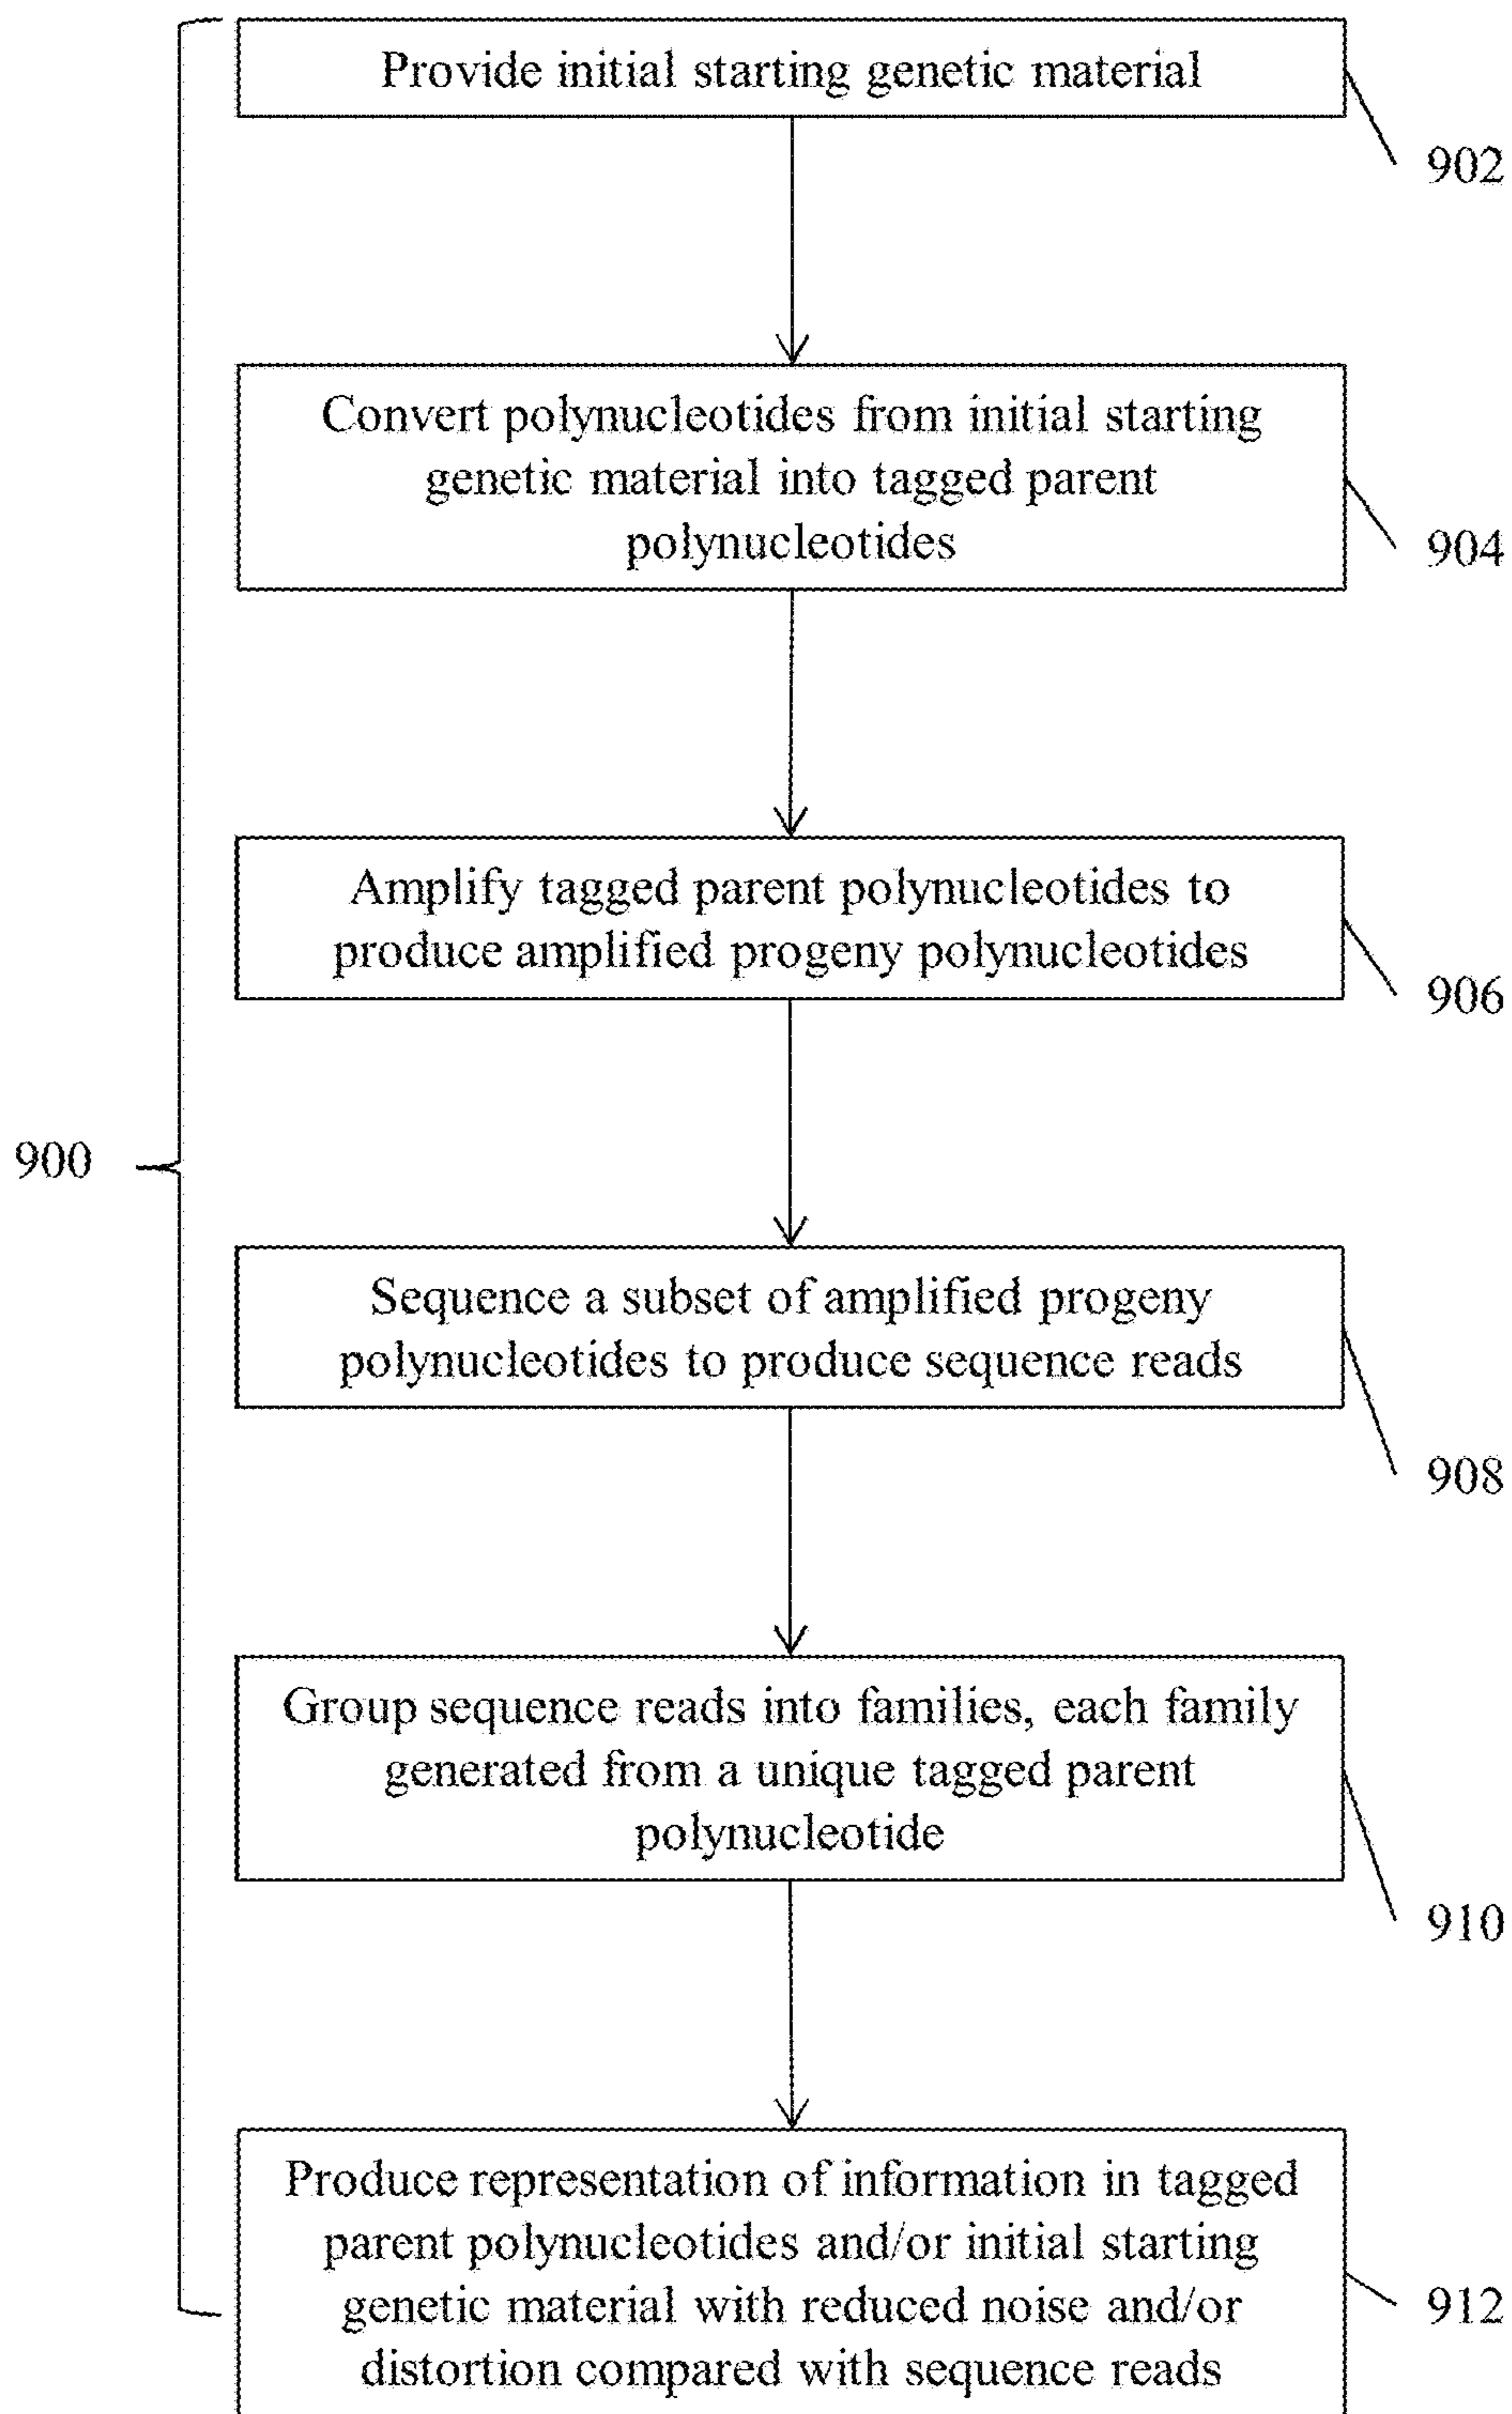 Provide initial starting genetic material
902
Convert polynucleotides from initial starting
genetic material into tagged parent
polynucleotides
904
Amplify tagged parent polynucleotides to
produce amplified progeny polynucleotides
906
900
Sequence a subset of amplified progeny
polynucleotides to produce sequence reads
908
Group sequence reads into families, each family
generated from a unique tagged parent
polynucleotide
910
Produce representation of information in tagged
parent polynucleotides and/or initial starting
genetic material with reduced noise and/or
distortion compared with sequence reads
912